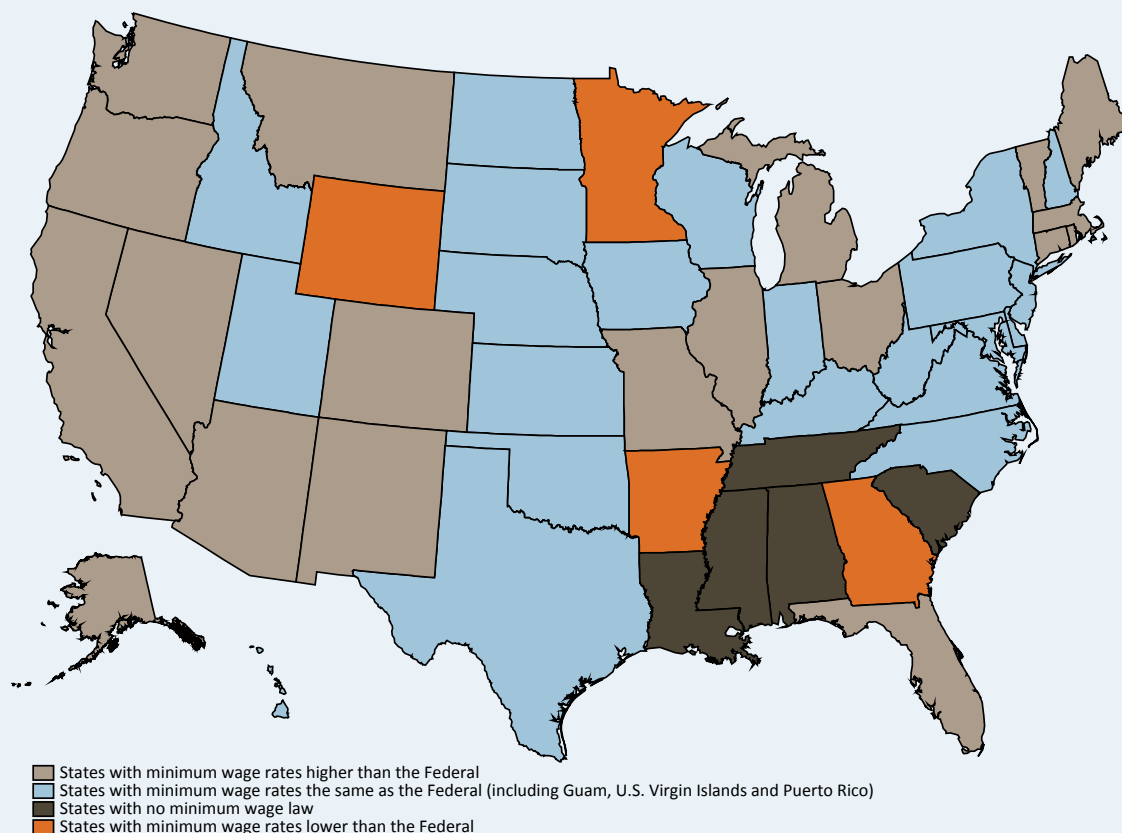 States with minimum wage rates higher than the Federal
States with minimum wage rates the same as the Federal (including Guam, U.S. Virgin Islands and Puerto Rico)
States with no minimum wage law
States with minimum wage rates lower than the Federal